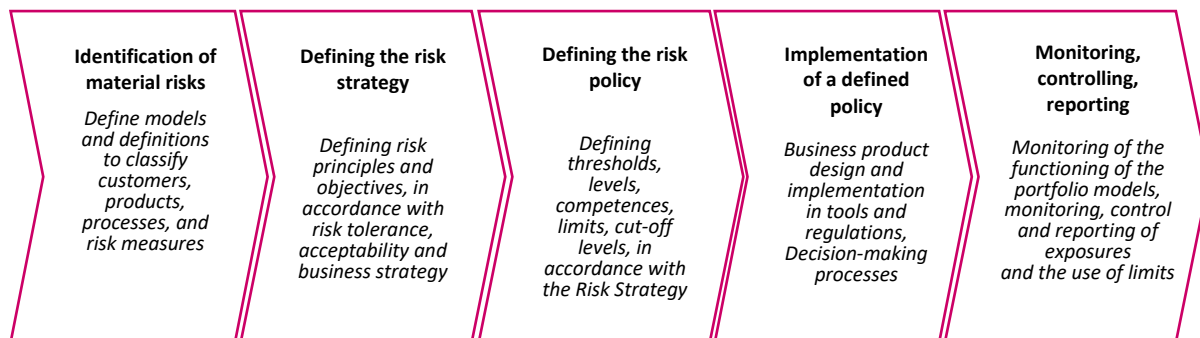 Identification of
material risks
Define models
and definitions
to classify
customers,
products,
processes, and
risk measures
Defining the risk
strategy
Defining risk
principles and
objectives, in
accordance with
risk tolerance,
acceptability and
business strategy
Defining the risk
policy
Defining
thresholds,
levels,
competences,
limits, cut-off
levels, in
accordance with
the Risk Strategy
Implementation
of a defined
policy
Business product
design and
implementation
in tools and
regulations,
Decision-making
processes
Monitoring,
controlling,
reporting
Monitoring of the
functioning of the
portfolio models,
monitoring, control
and reporting of
exposures
and the use of limits